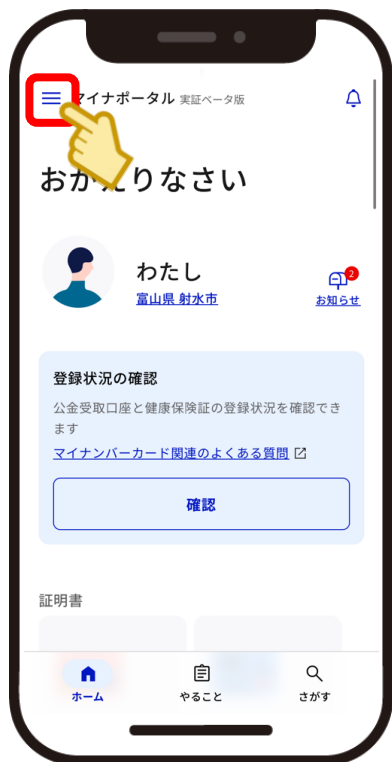 マイナポータル 実証ベータ版
おかえりなさい
わたし
富山県 射水市
2
お知らせ
登録状況の確認
公金受取口座と健康保険証の登録状況を確認でき
ます
マイナンバーカード関連のよくある質問
確認
証明書
ホーム
やること
さがす